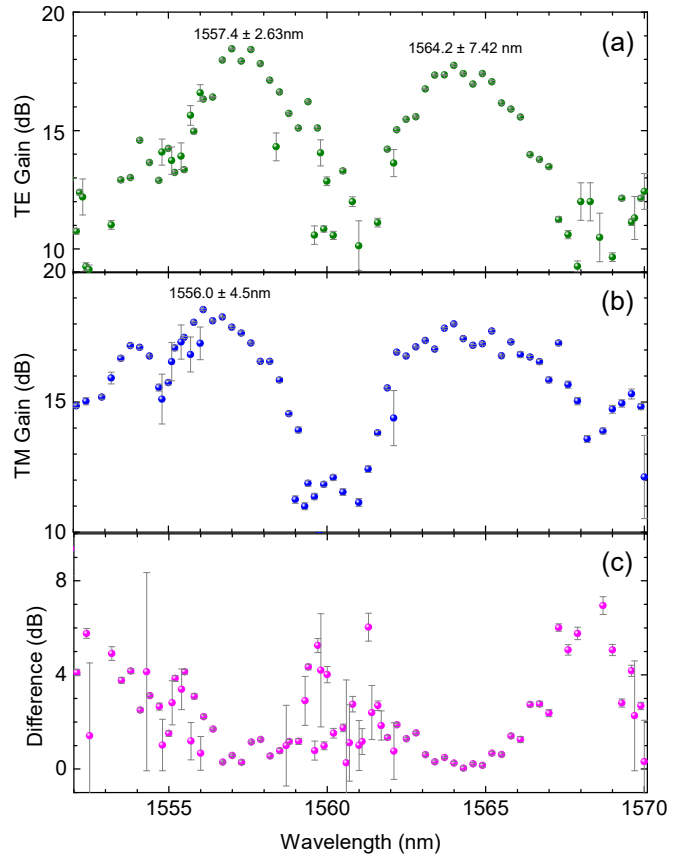 1557.4 ± 2.63nm
1564.2 ± 7.42 nm
(a)
TE Gain (dB)
20
15
10
1556.0 ± 4.5nm
(b)
TM Gain (dB)
20
15
10
(c)
Difference (dB)
8
4
0
1555
1560
1565
1570
Wavelength (nm)